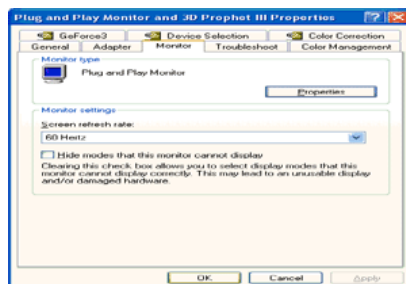 Plug and Play Monitor and 3D Prophet III Properties
GeForce3 Device Selection Color Correction
General Adapter Monitor Troubleshoot Color Management
Monitor type
Plug and Play Monitor
Properties
Monitor settings
Screen refresh rate:
60 Hertz
Hide modes that this monitor cannot display
Clearing this check box allows you to select display modes that this
monitor cannot display correctly. This may lead to an unusable display
and/or damaged hardware.
OK Cancel Apply